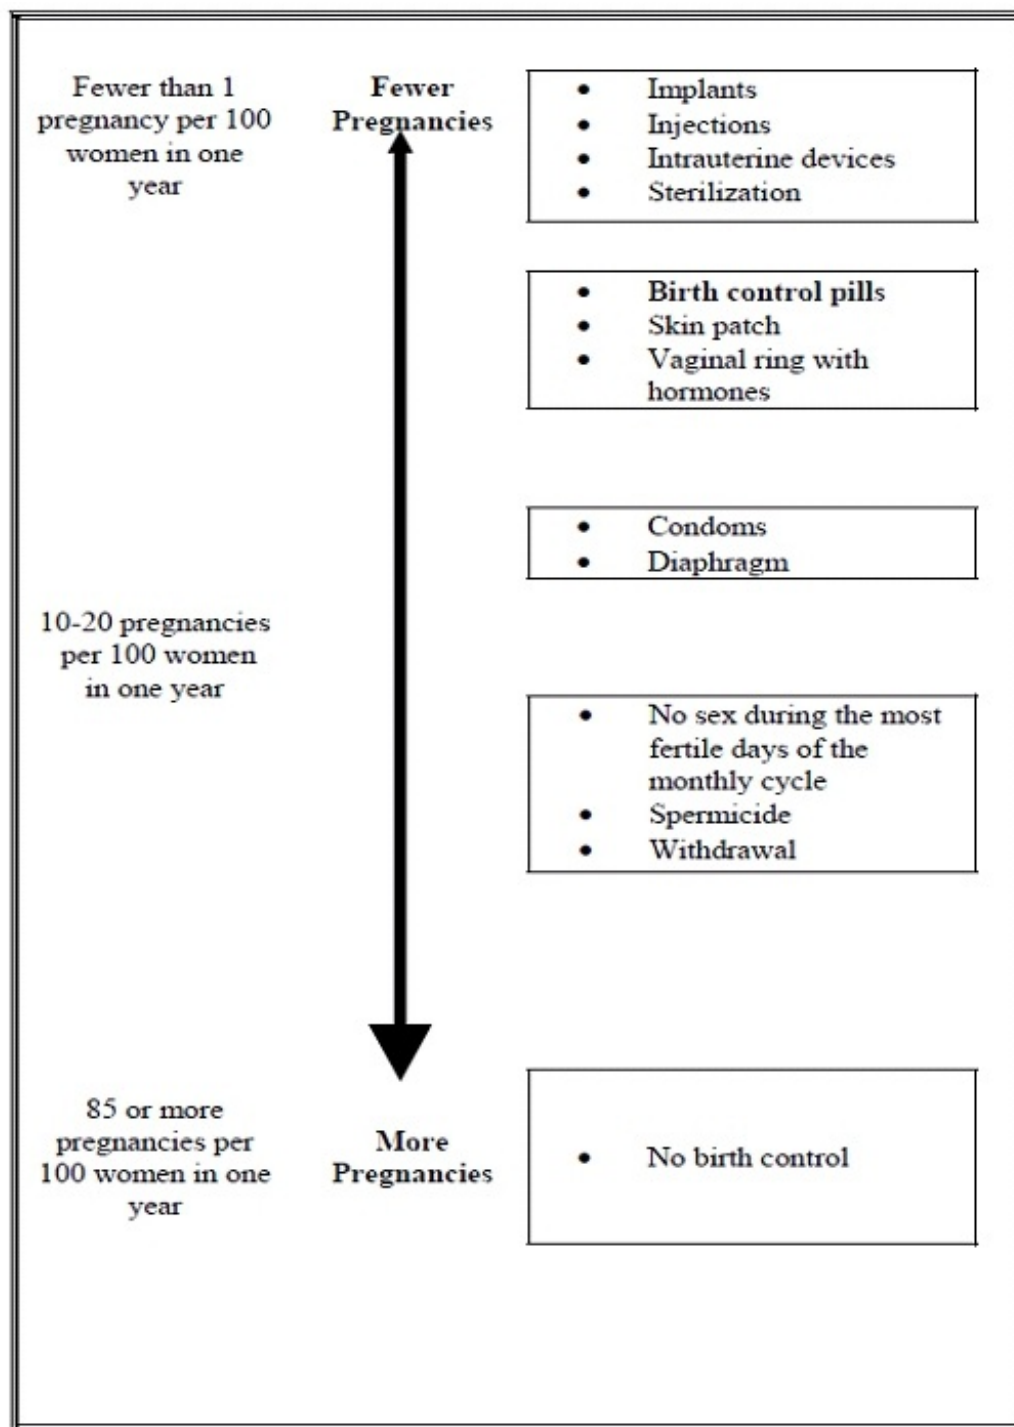 Fewer than 1
pregnancy per 100
women in one
year
Fewer
Pregnancies
• Implants
• Injections
• Intrauterine devices
• Sterilization
• Birth control pills
• Skin patch
• Vaginal ring with
hormones
• Condoms
• Diaphragm
10-20 pregnancies
per 100 women
in one year
• No sex during the most
fertile days of the
monthly cycle
• Spermicide
• Withdrawal
85 or more
pregnancies per
100 women in one
year
More
Pregnancies
• No birth control